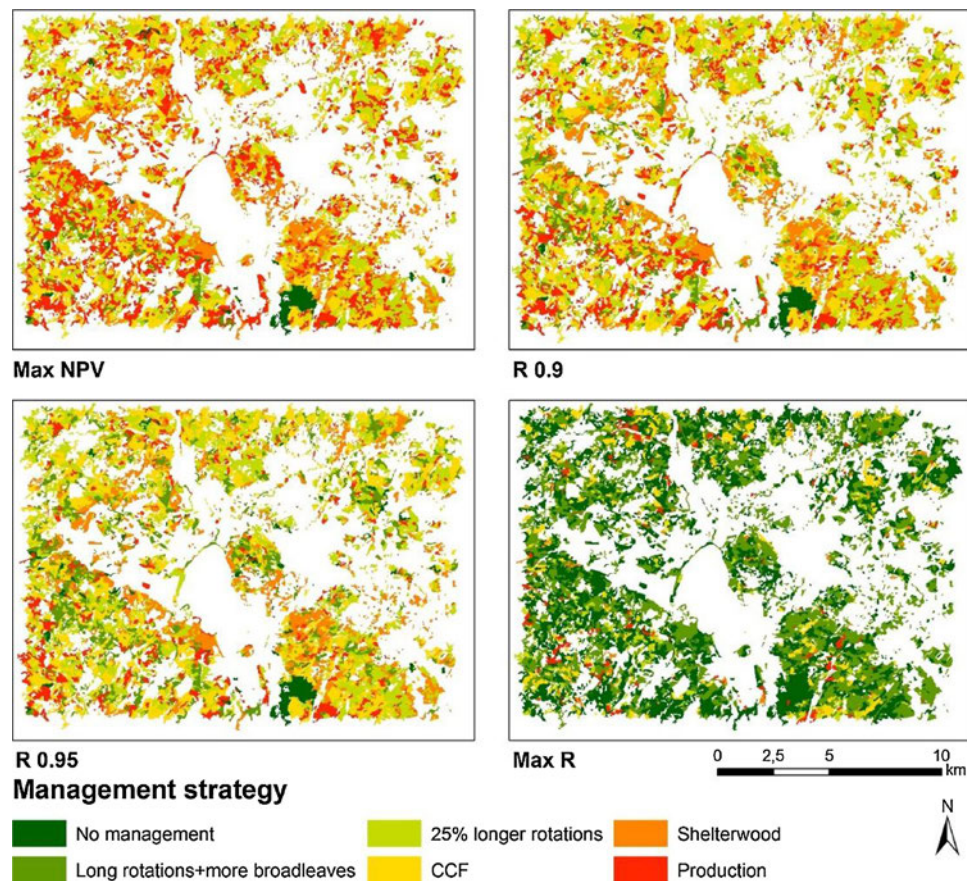 Max NPV
R 0.9
R 0.95
Max R
0 2,5 5 10
km
Management strategy
N
No management
25% longer rotations
Shelterwood
Long rotations+more broadleaves
CCF
Production